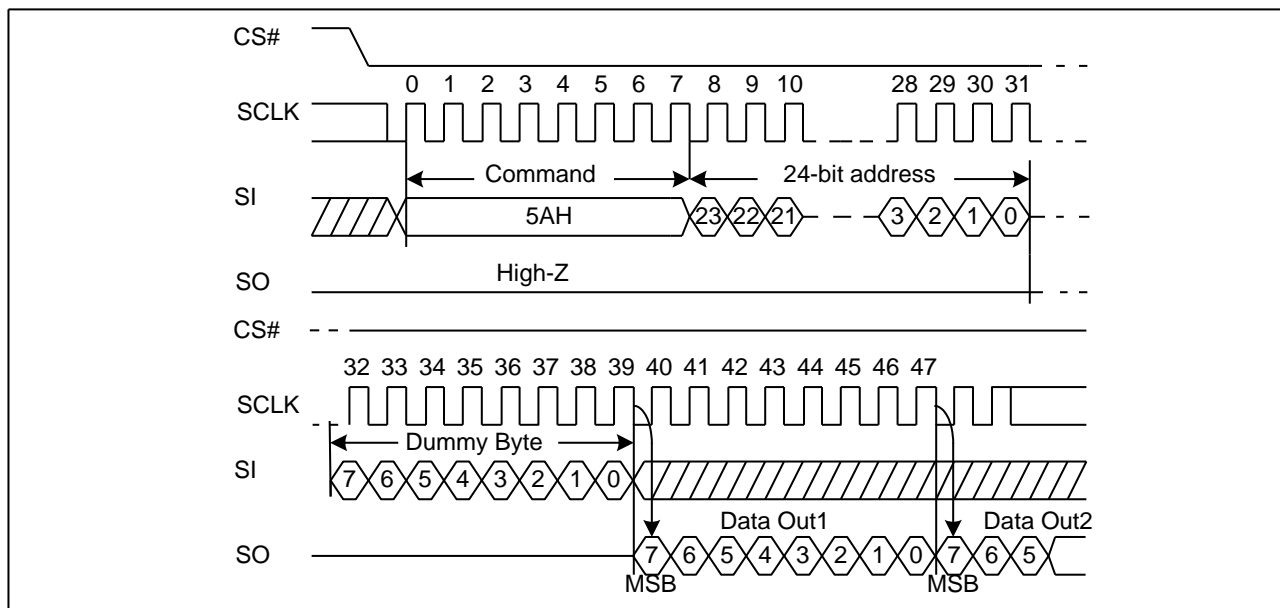 CS#
0 1 2 3 4 5 6 7 8 9 10 28 29 30 31
SCLK
Command 24-bit address
SI
5AH 23 22 21 3 2 1 0
High-Z
SO
CS#
32 33 34 35 36 37 38 39 40 41 42 43 44 45 46 47
SCLK
Dummy Byte
SI
7 6 5 4 3 2 1 0
Data Out1 Data Out2
SO
7 6 5 4 3 2 1 0 7 6 5
MSB MSB